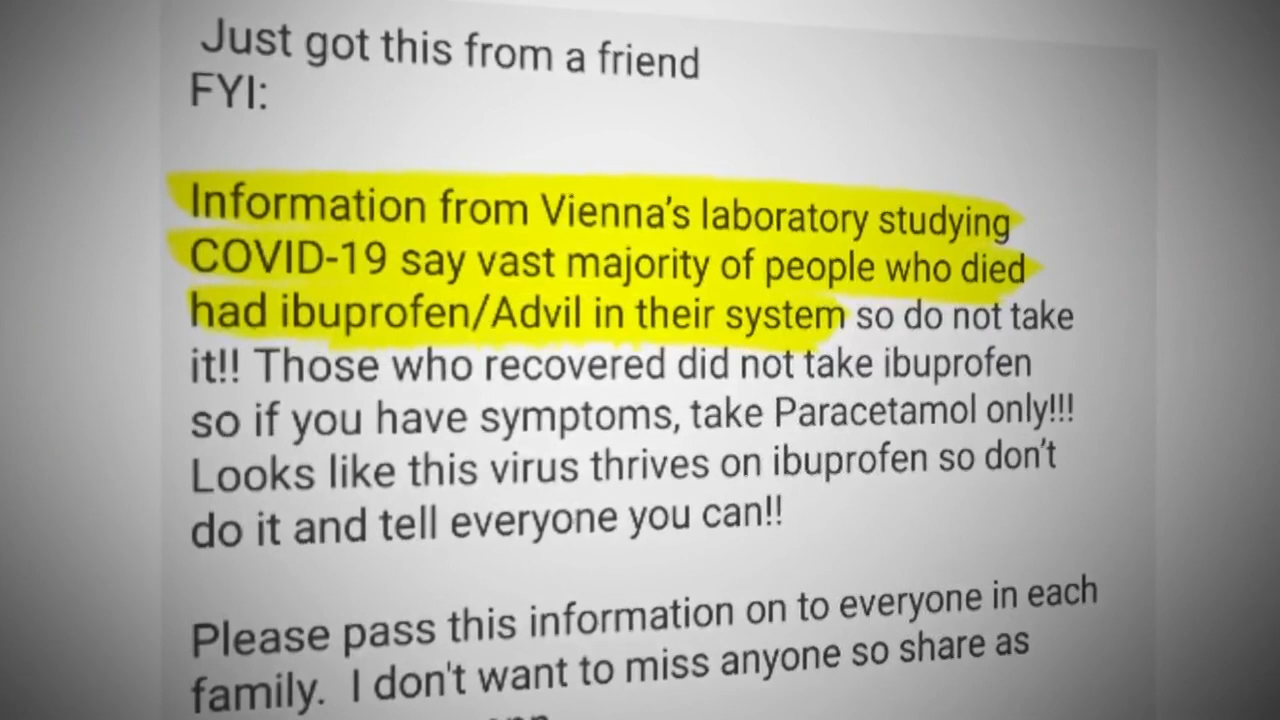 Just got this from a friend
FYI:
Information from Vienna's laboratory studying
COVID-19 say vast majority of people who died
had ibuprofen/Advil in their system so do not take
it!! Those who recovered did not take ibuprofen
so if you have symptoms, take Paracetamol only!!!
Looks like this virus thrives on ibuprofen so don't
do it and tell everyone you can!!
Please pass this information on to everyone in each
family.  I don't want to miss anyone so share as